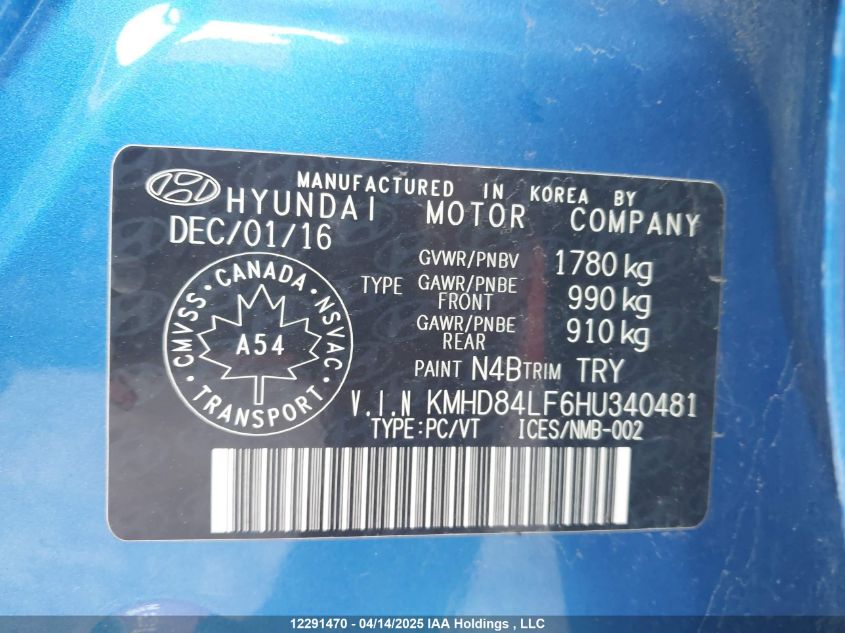 MANUFACTURED IN KOREA BY
HYUNDAI MOTOR COMPANY
DEC/01/16
GVWR/PNBV 1780 kg
TYPE GAWR/PNBE FRONT 990 kg
GAWR/PNBE REAR 910 kg
PAINT N4B TRIM TRY
V.I.N KMHD84LF6HU340481
TYPE:PC/VT ICES/NMB-002
CMVSS • CANADA • NSVAC • TRANSPORT •
A54
12291470 - 04/14/2025 IAA Holdings , LLC